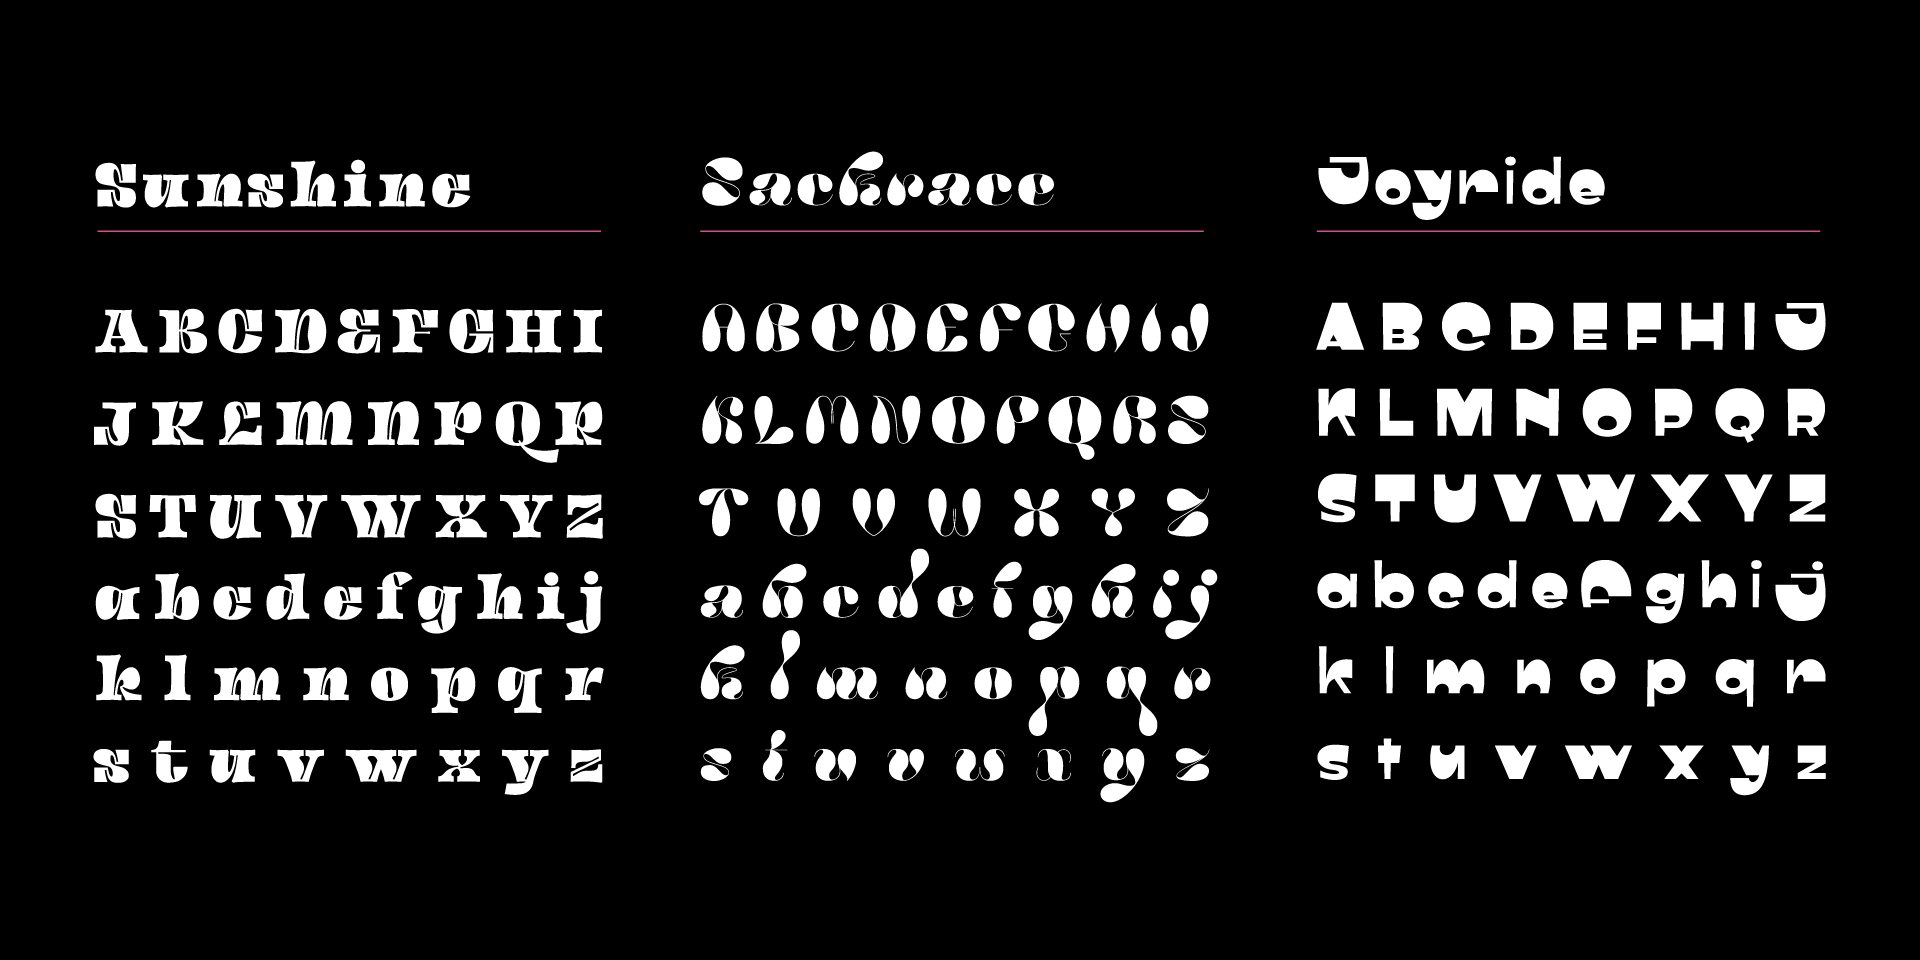 Sunshine
ABCDEFGHI
JKLMNPQR
STUVWXYZ
abcdefghij
klmnopqr
stuvwxyz
Sackrace
ABCDEFGHIJ
KLMNOPQRS
TUVWXYZ
abcdefghij
klmnopqr
stuvwxyz
Joyride
ABCDEFHIJ
KLMNOPQR
STUVWXYZ
abcdefghij
klmnopqr
stuvwxyz